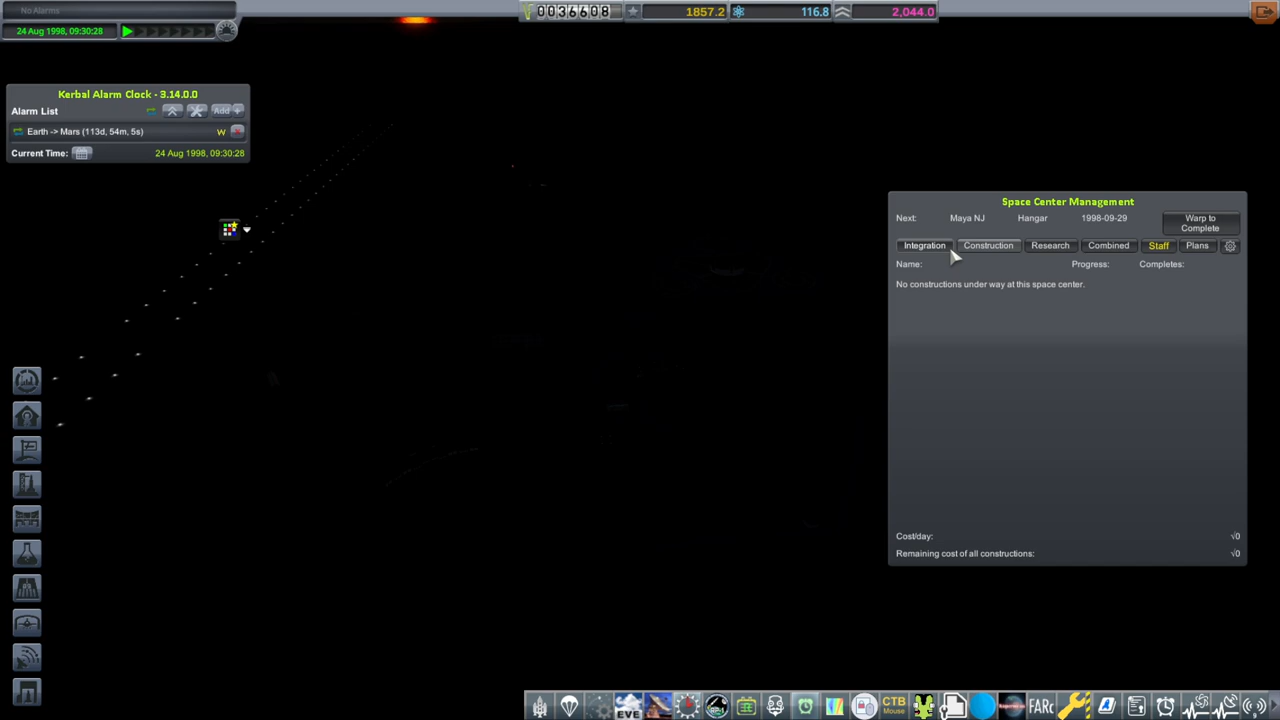 No Alarms
24 Aug 1998, 09:30:28
0036608
1857.2
116.8
2,044.0
Kerbal Alarm Clock - 3.14.0.0
Alarm List
Add +
Earth -> Mars (113d, 54m, 5s)
W
Current Time:
24 Aug 1998, 09:30:28
Space Center Management
Next: Maya NJ Hangar 1998-09-29
Warp to Complete
Integration Construction Research Combined Staff Plans
Name: Progress: Completes:
No constructions under way at this space center.
Cost/day: √0
Remaining cost of all constructions: √0
EVE
RP-1
CTB
Mouse
FARc